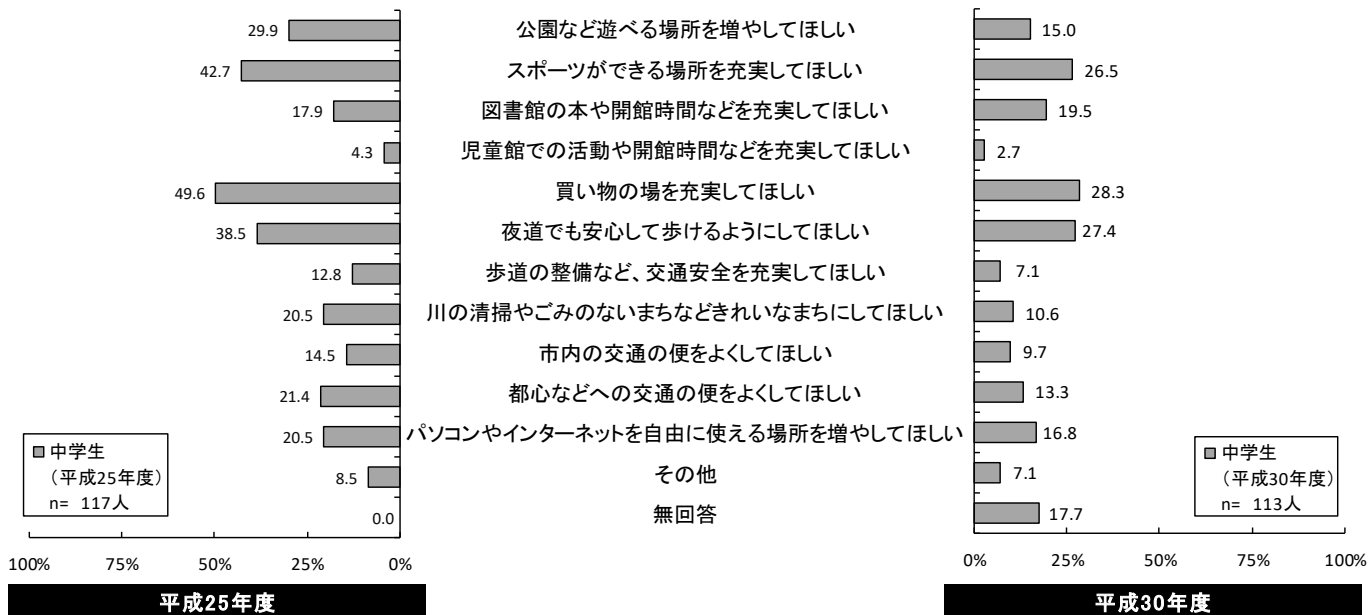 29.9 公園など遊べる場所を増やしてほしい 15.0
42.7 スポーツができる場所を充実してほしい 26.5
17.9 図書館の本や開館時間などを充実してほしい 19.5
4.3 児童館での活動や開館時間などを充実してほしい 2.7
49.6 買い物の場を充実してほしい 28.3
38.5 夜道でも安心して歩けるようにしてほしい 27.4
12.8 歩道の整備など、交通安全を充実してほしい 7.1
20.5 川の清掃やごみのないまちなどきれいなまちにしてほしい 10.6
14.5 市内の交通の便をよくしてほしい 9.7
21.4 都心などへの交通の便をよくしてほしい 13.3
20.5 パソコンやインターネットを自由に使える場所を増やしてほしい 16.8
8.5 その他 7.1
0.0 無回答 17.7
中学生
(平成25年度)
n= 117人
中学生
(平成30年度)
n= 113人
100% 75% 50% 25% 0%
0% 25% 50% 75% 100%
平成25年度
平成30年度